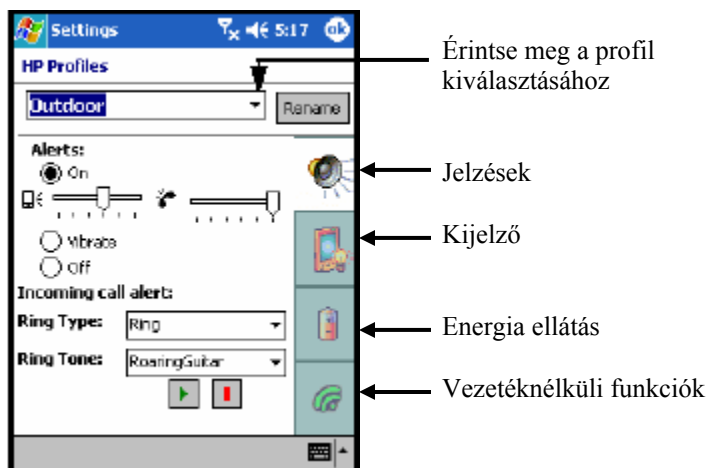 Settings 5:17 ok
HP Profiles
Outdoor Rename
Alerts:
On
Vibrate
Off
Incoming call alert:
Ring Type: Ring
Ring Tone: RoaringGuitar
Érintse meg a profil
kiválasztásához
Jelzések
Kijelző
Energia ellátás
Vezetéknélküli funkciók